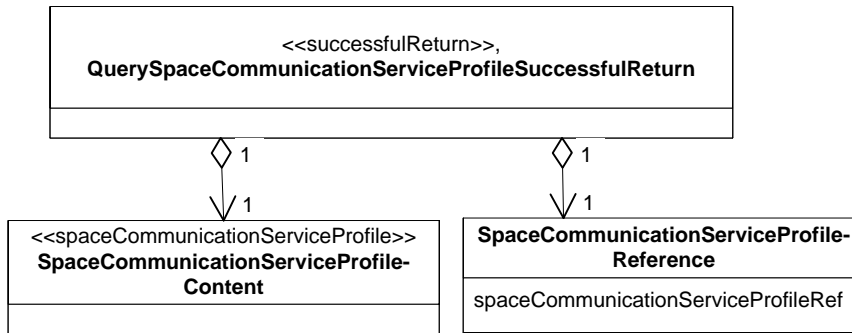 <<successfulReturn>>,
QuerySpaceCommunicationServiceProfileSuccessfulReturn
1
1
1
1
<<spaceCommunicationServiceProfile>>
SpaceCommunicationServiceProfile-
Content
SpaceCommunicationServiceProfile-
Reference
spaceCommunicationServiceProfileRef